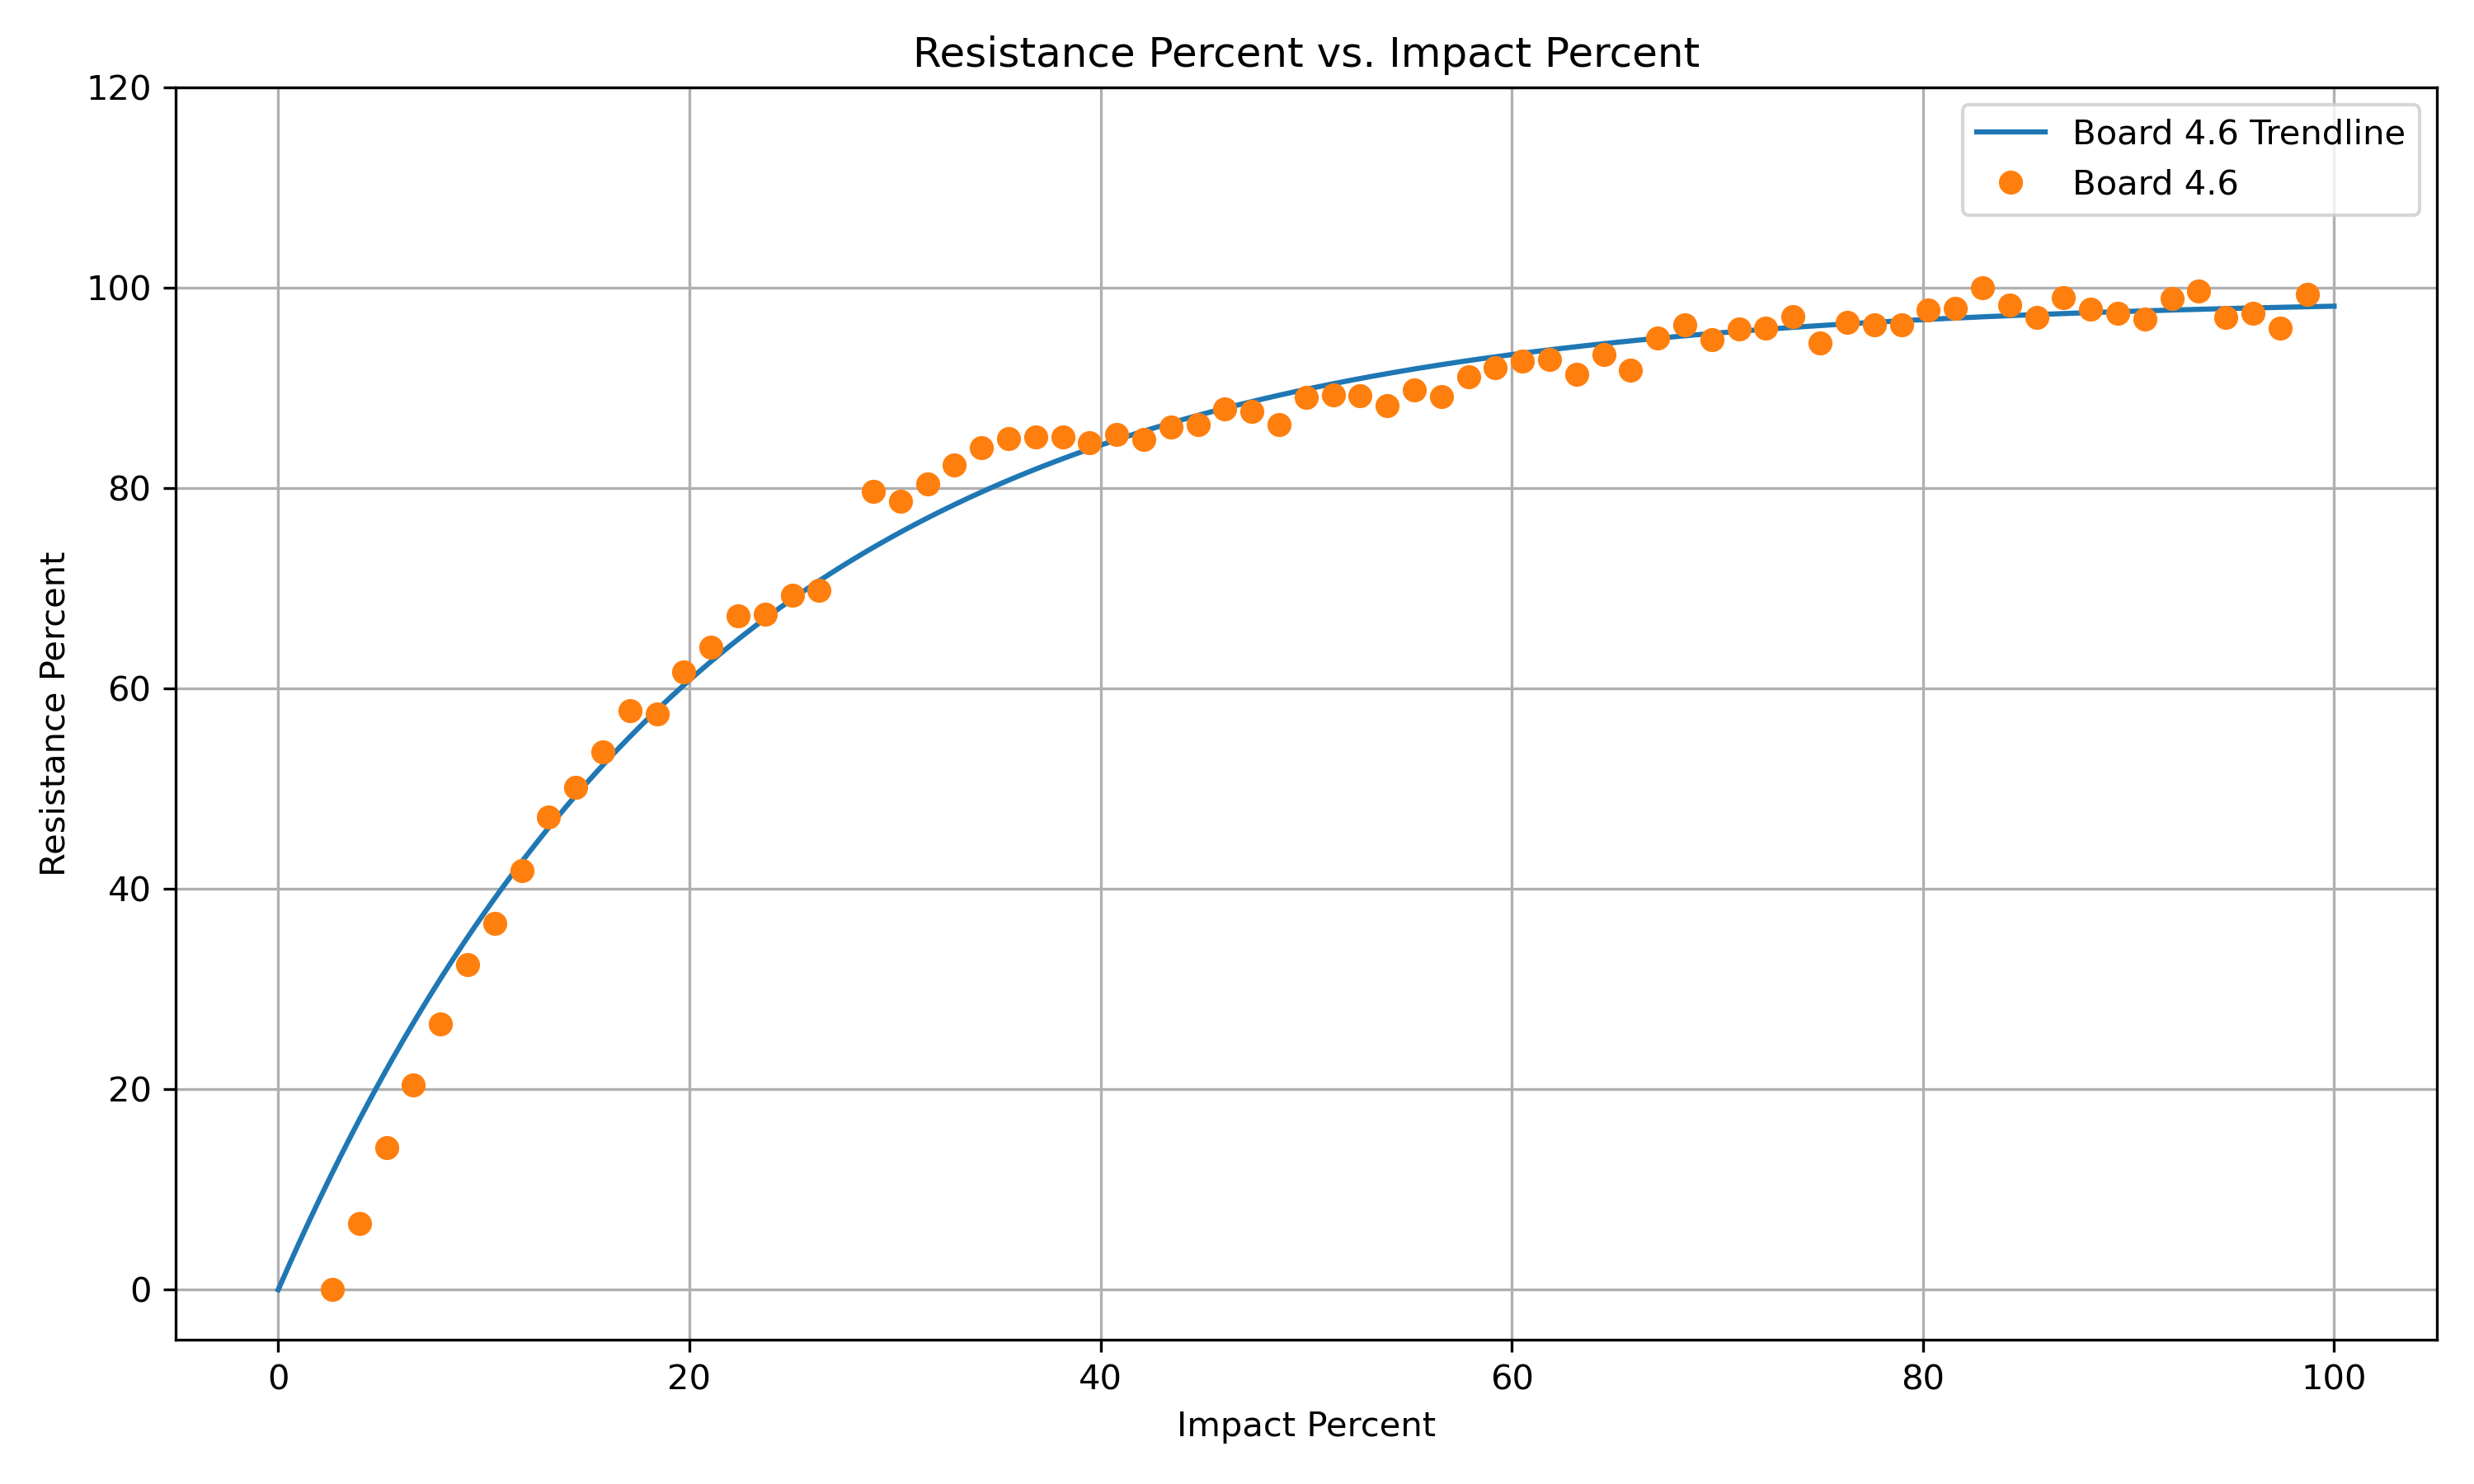 Resistance Percent vs. Impact Percent
Board 4.6 Trendline
Board 4.6
Resistance Percent
120
100
80
60
40
20
0
0 20 40 60 80 100
Impact Percent